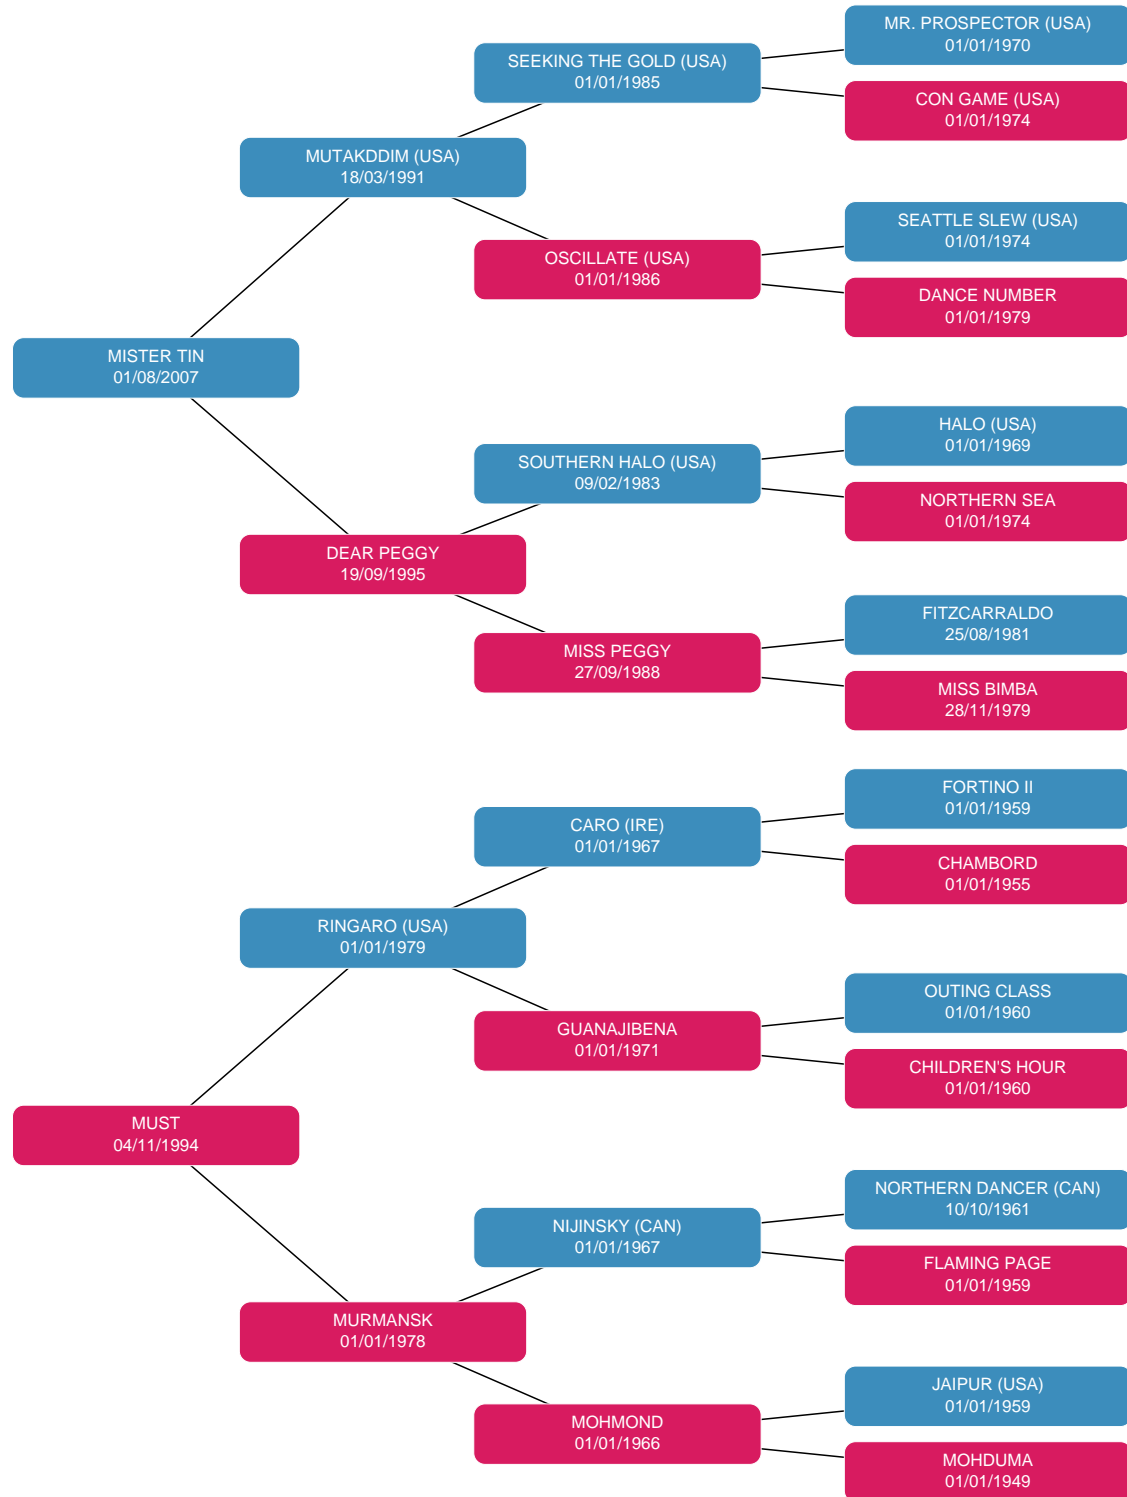 MR. PROSPECTOR (USA)
01/01/1970
SEEKING THE GOLD (USA)
01/01/1985
CON GAME (USA)
01/01/1974
MUTAKDDIM (USA)
18/03/1991
SEATTLE SLEW (USA)
01/01/1974
OSCILLATE (USA)
01/01/1986
DANCE NUMBER
01/01/1979
MISTER TIN
01/08/2007
HALO (USA)
01/01/1969
SOUTHERN HALO (USA)
09/02/1983
NORTHERN SEA
01/01/1974
DEAR PEGGY
19/09/1995
FITZCARRALDO
25/08/1981
MISS PEGGY
27/09/1988
MISS BIMBA
28/11/1979
FORTINO II
01/01/1959
CARO (IRE)
01/01/1967
CHAMBORD
01/01/1955
RINGARO (USA)
01/01/1979
OUTING CLASS
01/01/1960
GUANAJIBENA
01/01/1971
CHILDREN'S HOUR
01/01/1960
MUST
04/11/1994
NORTHERN DANCER (CAN)
10/10/1961
NIJINSKY (CAN)
01/01/1967
FLAMING PAGE
01/01/1959
MURMANSK
01/01/1978
JAIPUR (USA)
01/01/1959
MOHMOND
01/01/1966
MOHDUMA
01/01/1949